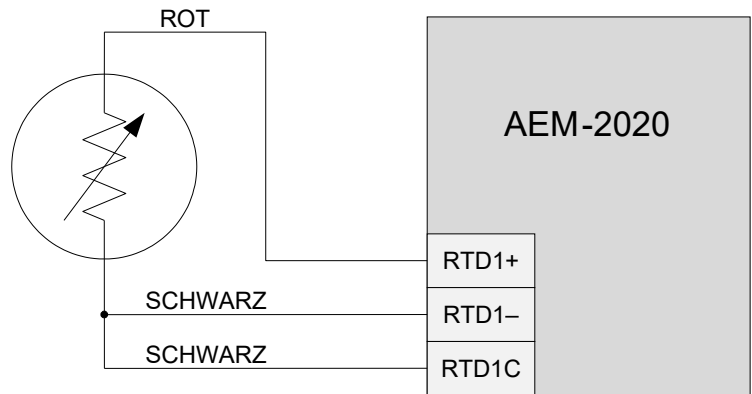 ROT
AEM-2020
RTD1+
SCHWARZ
RTD1–
SCHWARZ
RTD1C